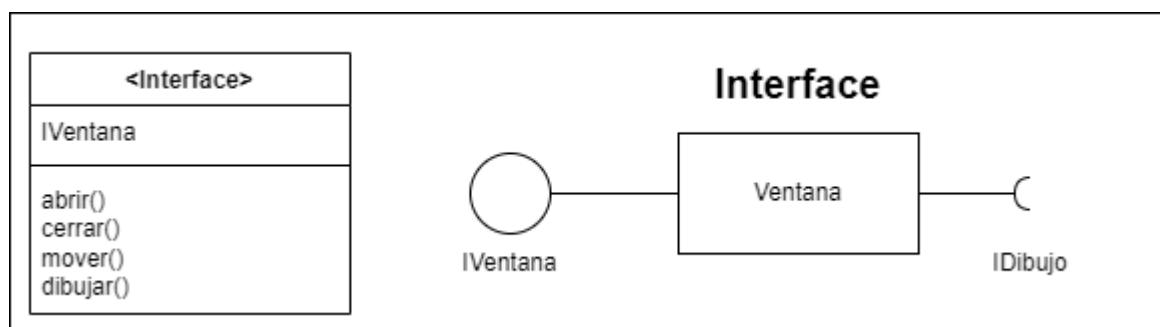 <Interface>
IVentana
abrir()
cerrar()
mover()
dibujar()
Interface
Ventana
IVentana
IDibujo